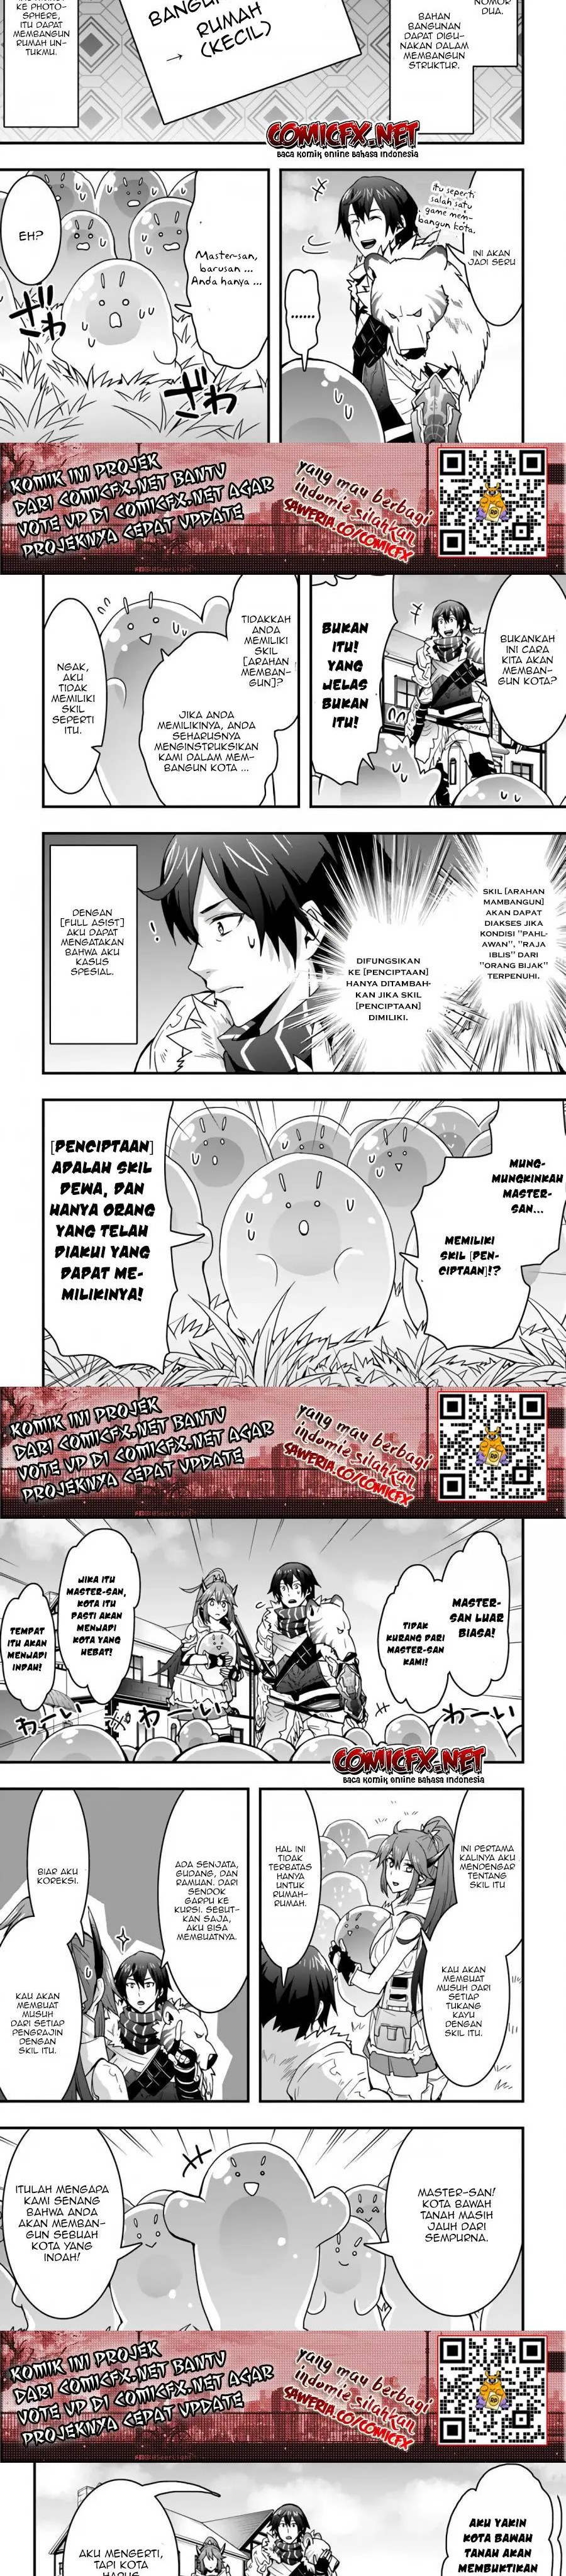 NOMOR
DUA.
BAHAN
BANGUNAN
DAPAT DIGU-
NAKAN DALAM
MEMBANGUN
STRUKTUR.
RUMAH
(KECIL)
→
KE PHOTO-
SPHERE,
ITU DAPAT
MEMBANGUN
RUMAH UN-
TUKMU.
COMICFX.NET
Baca Komik Online Bahasa Indonesia
Itu seperti
salah satu
game mem-
bangun kota.
INI AKAN
JADI SERU
......
Master-san,
barusan ...
Anda hanya ...
EH?
ざわ
ざわ
KOMIK INI PROJEK
DARI COMICFX.NET BANTU
VOTE UP DI COMICFX.NET AGAR
PROJEKNYA CEPAT UPDATE
yang mau berbagi
indomie silahkan
SAWERIA.CO/COMICFX
BUKANKAH
INI CARA
KITA AKAN
MEMBAN-
GUN KOTA?
BUKAN
ITU!
YANG
JELAS
BUKAN
ITU!
TIDAKKAH
ANDA
MEMILIKI
SKIL
[ARAHAN
MEMBAN-
GUN]?
JIKA ANDA
MEMILIKINYA, ANDA
SEHARUSNYA
MENGINSTRUKSIKAN
KAMI DALAM MEM-
BANGUN KOTA ...
NGAK,
AKU
TIDAK
MEMILIKI
SKIL
SEPERTI
ITU.
SKIL [ARAHAN
MAMBANGUN]
AKAN DAPAT
DIAKSES JIKA
KONDISI "PAHL-
AWAN", "RAJA
IBLIS" DARI
"ORANG BIJAK"
TERPENUHI.
DIFUNGSIKAN
KE [PENCIPTAAN]
HANYA DITAMBAH-
KAN JIKA SKIL
[PENCIPTAAN]
DIMILIKI.
DENGAN
[FULL ASIST]
AKU DAPAT
MENGATAKAN
BAHWA AKU
KASUS
SPESIAL.
MUNG-
MUNGKINKAH
MASTER-
SAN...
MEMILIKI
SKIL [PEN-
CIPTAAN]!?
[PENCIPTAAN]
ADALAH SKIL
DEWA, DAN
HANYA ORANG
YANG TELAH
DIAKUI YANG
DAPAT ME-
MILIKINYA!
KOMIK INI PROJEK
DARI COMICFX.NET BANTU
VOTE UP DI COMICFX.NET AGAR
PROJEKNYA CEPAT UPDATE
yang mau berbagi
indomie silahkan
SAWERIA.CO/COMICFX
MASTER-
SAN LUAR
BIASA!
TIDAK
KURANG DARI
MASTER-SAN
KAMI!
JIKA ITU
MASTER-SAN,
KOTA ITU
PASTI AKAN
MENJADI
KOTA YANG
HEBAT!
TEMPAT
ITU AKAN
MENJADI
INDAH!
わーい
わーい
わーい
COMICFX.NET
Baca Komik Online Bahasa Indonesia
INI PERTAMA
KALINYA AKU
MENDENGAR
TENTANG
SKIL ITU
KAU AKAN
MEMBUAT
MUSUH DARI
SETIAP
TUKANG
KAYU
DENGAN
SKIL ITU.
HAL INI
TIDAK
TERBATAS
HANYA
UNTUK
RUMAH-
RUMAH.
ADA SENJATA,
GUDANG, DAN
RAMUAN. DARI
SENDOK
GARPU KE
KURSI. SEBUT-
KAN SAJA,
AKU BISA
MEMBUATNYA.
BIAR AKU
KOREKSI.
KAU AKAN
MEMBUAT
MUSUH
DARI SETIAP
PENGRAJIN
DENGAN
SKIL ITU.
MASTER-SAN!
KOTA BAWAH
TANAH MASIH
JAUH DARI
SEMPURNA.
ITULAH MENGAPA
KAMI SENANG
BAHWA ANDA
AKAN MEMBAN-
GUN SEBUAH
KOTA YANG
INDAH!
KOMIK INI PROJEK
DARI COMICFX.NET BANTU
VOTE UP DI COMICFX.NET AGAR
PROJEKNYA CEPAT UPDATE
yang mau berbagi
indomie silahkan
SAWERIA.CO/COMICFX
AKU YAKIN
KOTA BAWAH
TANAH AKAN
MEMBUKTIKAN
AKU MENGERTI,
TAPI KOTA